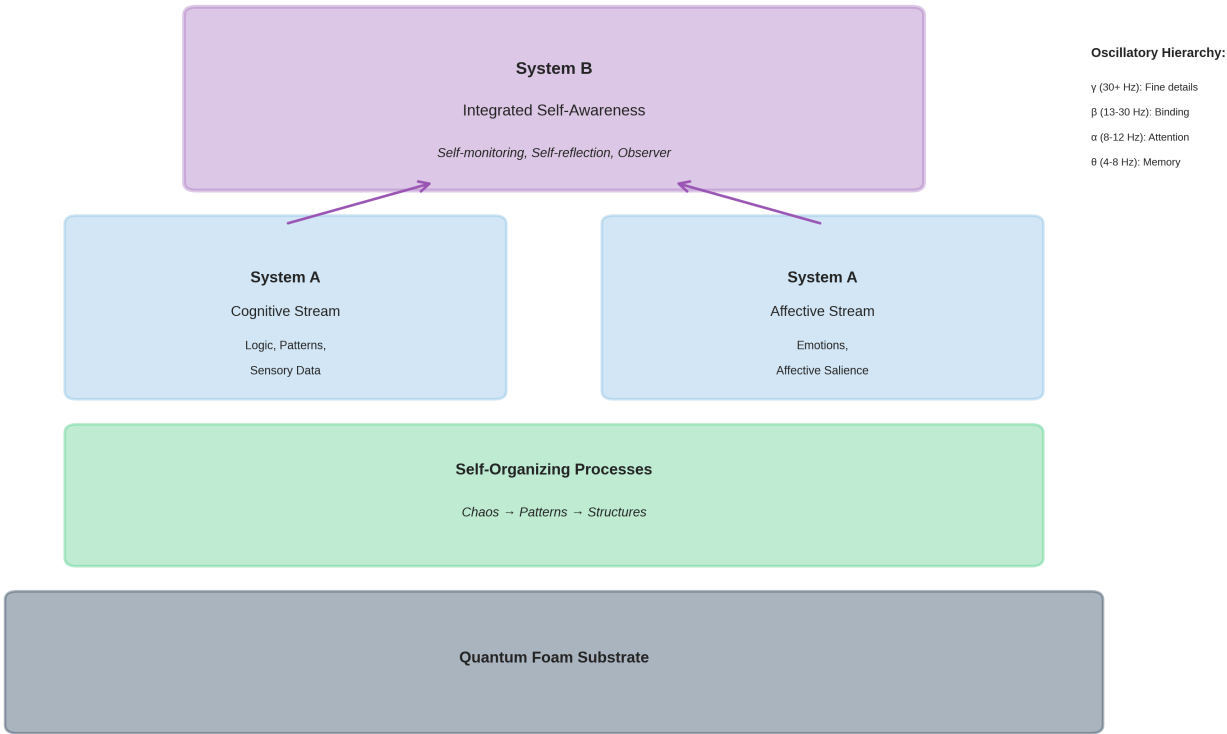 System B
Integrated Self-Awareness
Self-monitoring, Self-reflection, Observer
Oscillatory Hierarchy:
γ (30+ Hz): Fine details
β (13-30 Hz): Binding
α (8-12 Hz): Attention
θ (4-8 Hz): Memory
System A
Cognitive Stream
Logic, Patterns,
Sensory Data
System A
Affective Stream
Emotions,
Affective Salience
Self-Organizing Processes
Chaos → Patterns → Structures
Quantum Foam Substrate